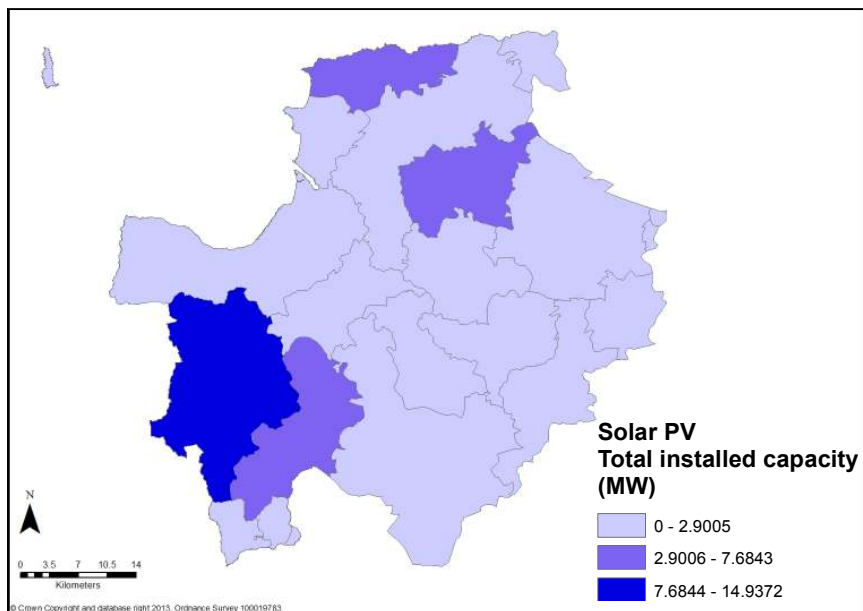 Solar PV
Total installed capacity
(MW)
0 - 2.9005
2.9006 - 7.6843
7.6844 - 14.9372
N
0 3.5 7 10.5 14
Kilometers
© Crown Copyright and database right 2013. Ordnance Survey 100019783